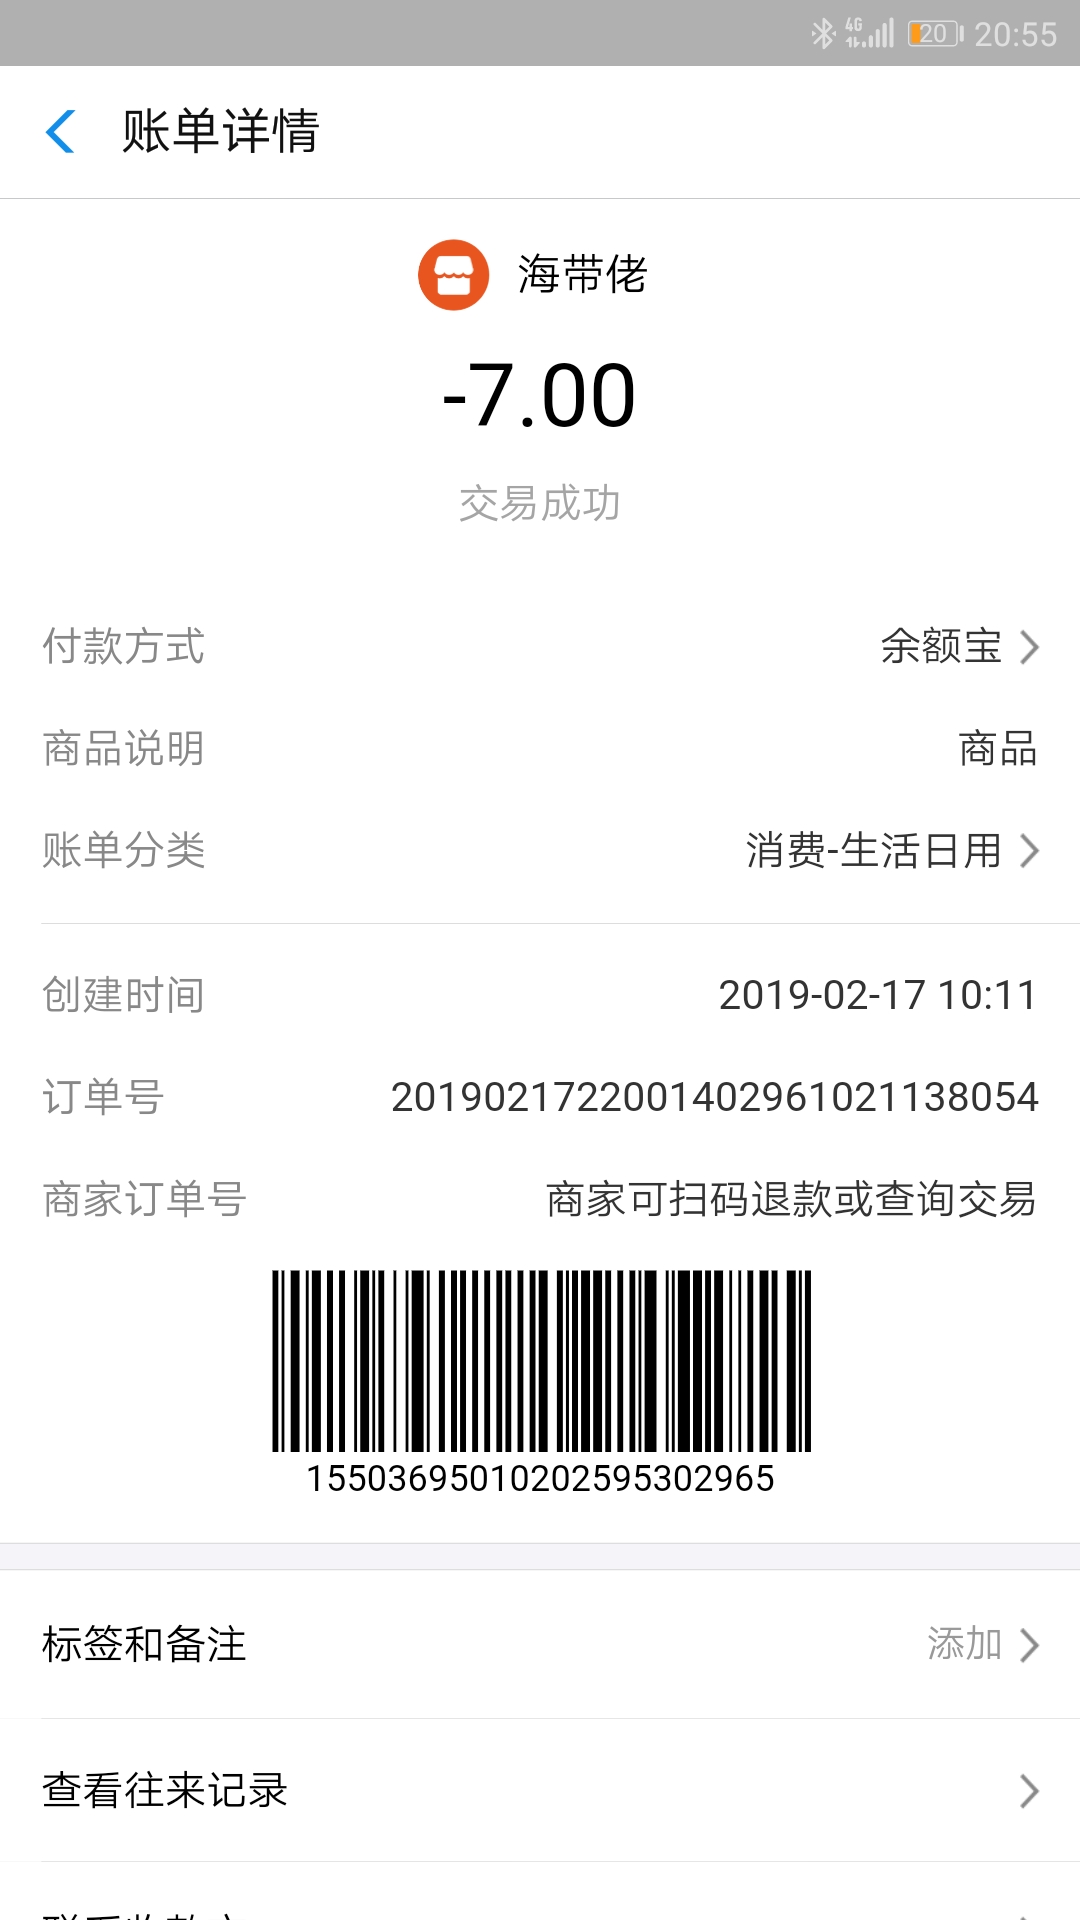 4G 20 20:55
账单详情
海带佬
-7.00
交易成功
付款方式 余额宝
商品说明 商品
账单分类 消费-生活日用
创建时间 2019-02-17 10:11
订单号 2019021722001402961021138054
商家订单号 商家可扫码退款或查询交易
15503695010202595302965
标签和备注 添加
查看往来记录